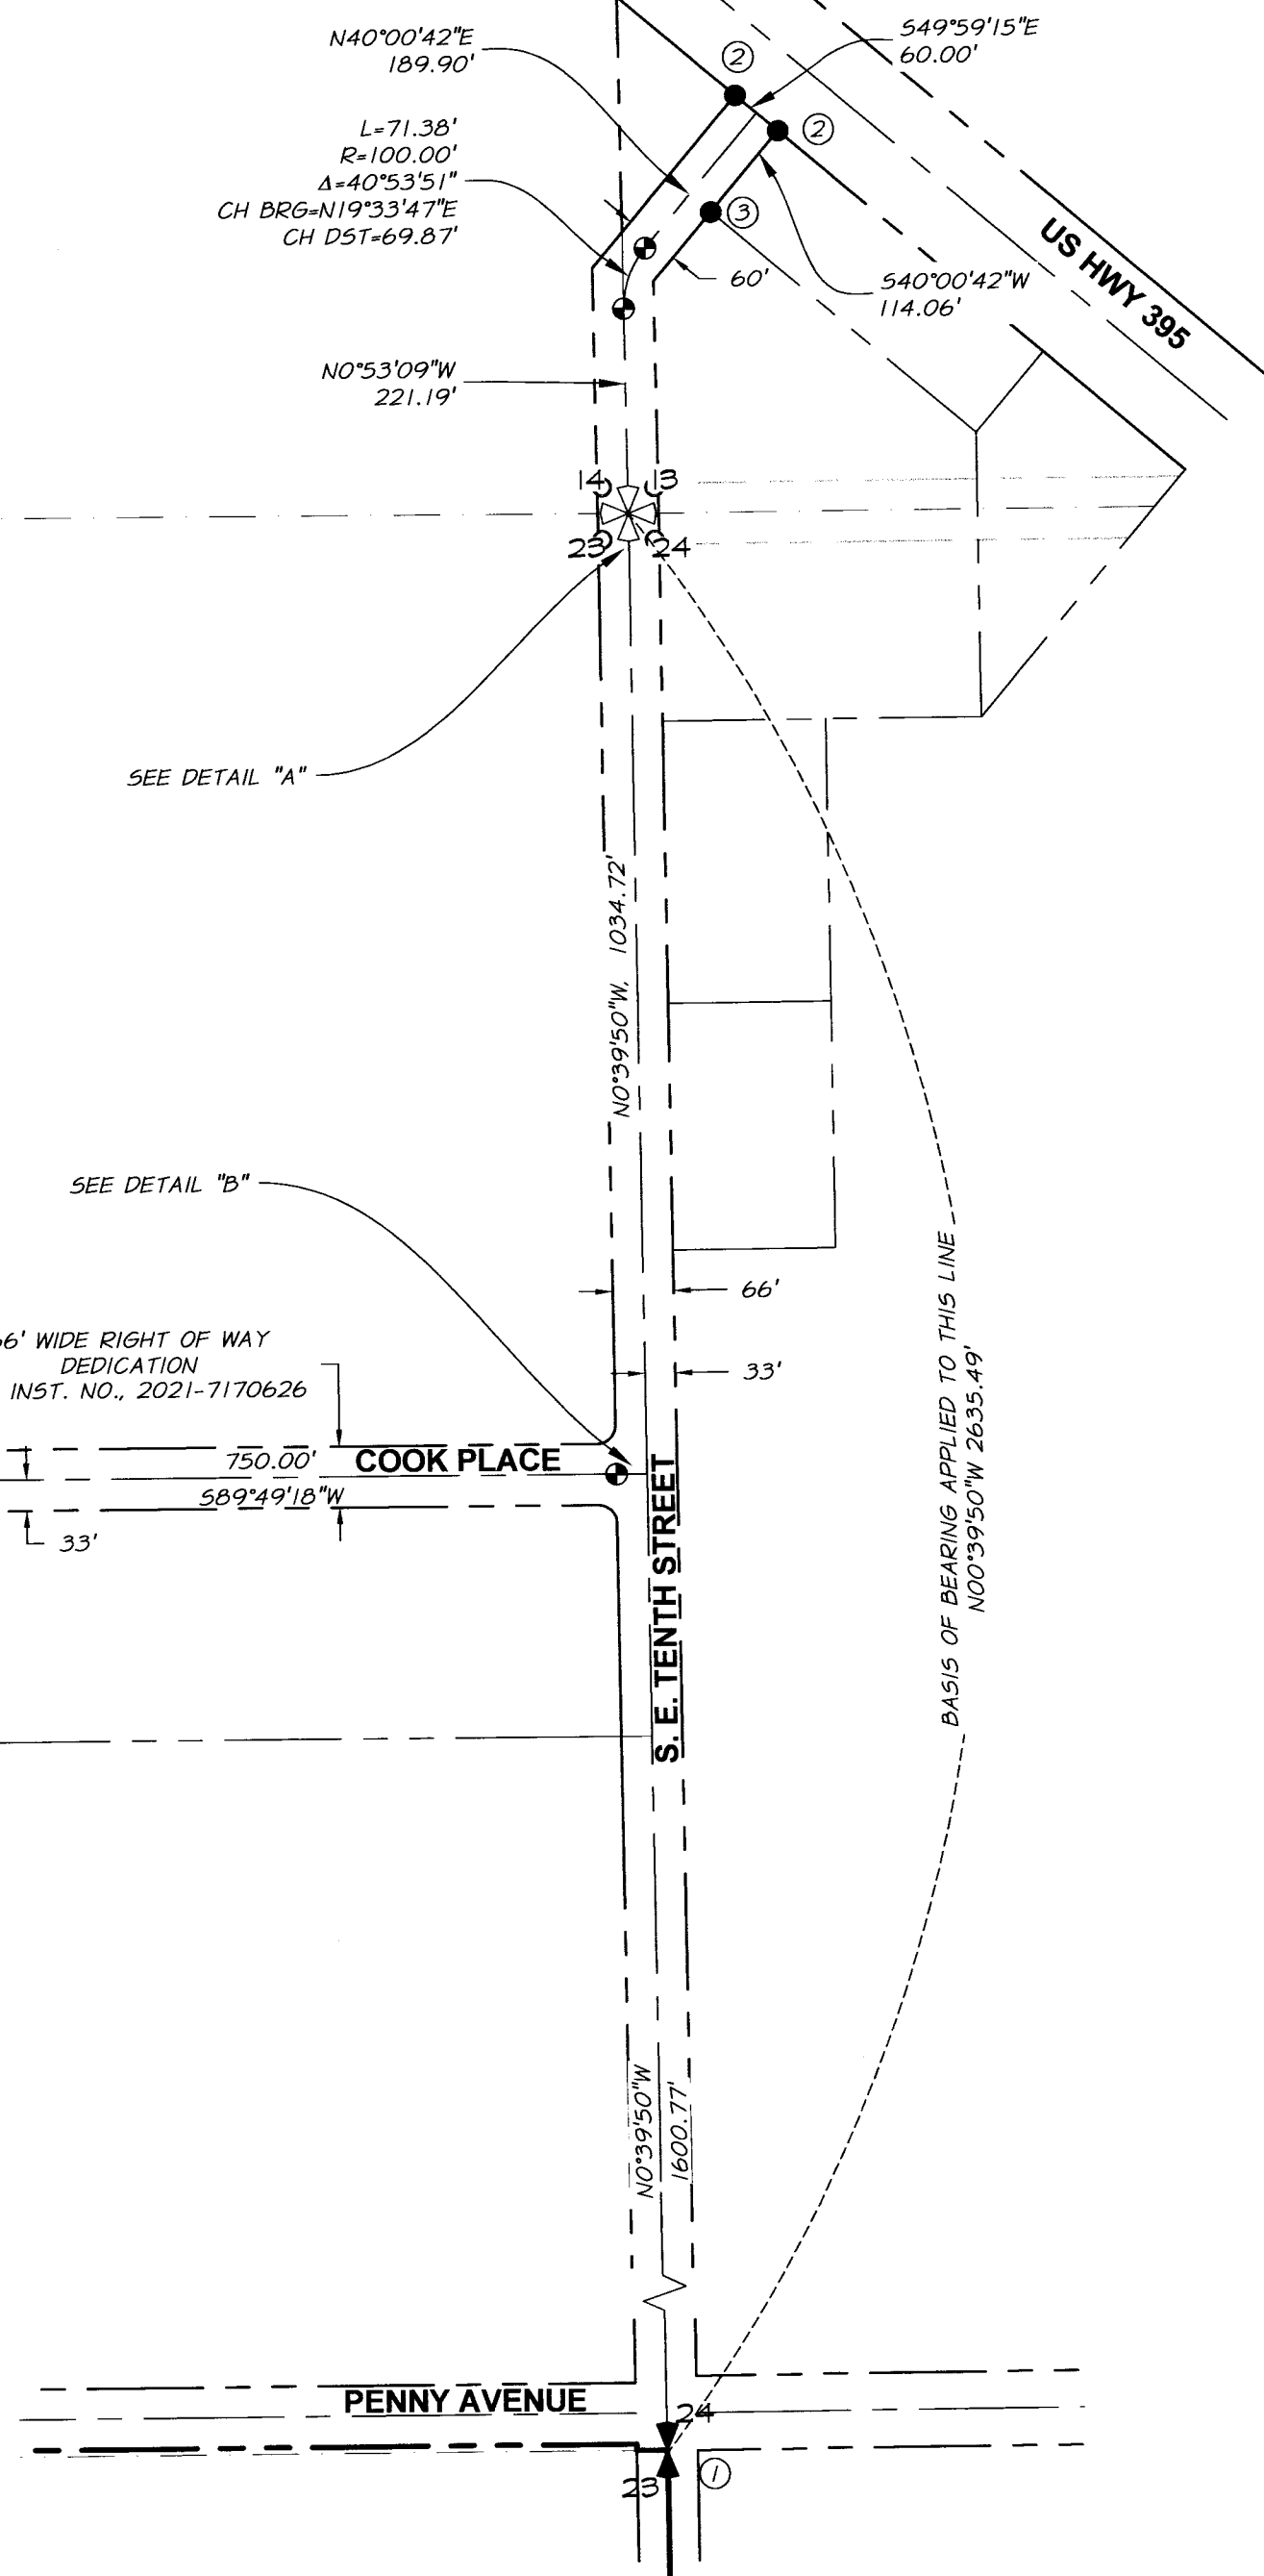 N40°00'42"E
189.90'
S49°59'15"E
60.00'
2
2
L=71.38'
R=100.00'
Δ=40°53'51"
CH BRG=N19°33'47"E
CH DST=69.87'
3
US HWY 395
60'
S40°00'42"W
114.06'
N0°53'09"W
221.19'
14
13
23
24
SEE DETAIL "A"
N0°39'50"W, 1034.72'
SEE DETAIL "B"
66'
6' WIDE RIGHT OF WAY
DEDICATION
INST. NO., 2021-7170626
33'
750.00'
COOK PLACE
S89°49'18"W
33'
S. E. TENTH STREET
BASIS OF BEARING APPLIED TO THIS LINE
N00°39'50"W 2635.49'
N0°39'50"W
1600.77'
PENNY AVENUE
24
23
1